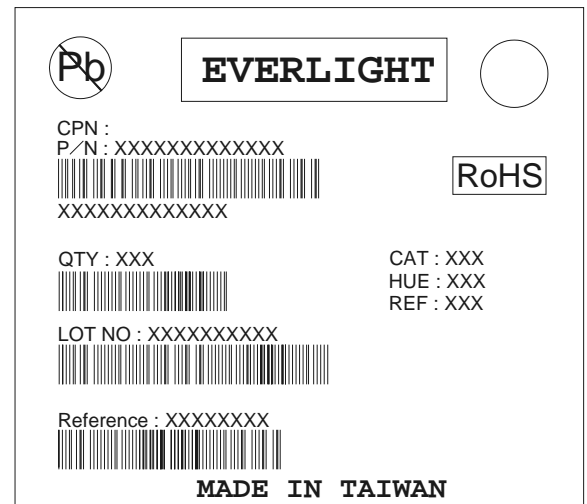 Pb
EVERLIGHT
CPN :
P/N : XXXXXXXXXXXXX
RoHS
XXXXXXXXXXXXX
QTY : XXX
CAT : XXX
HUE : XXX
REF : XXX
LOT NO : XXXXXXXXXX
Reference : XXXXXXXX
MADE IN TAIWAN